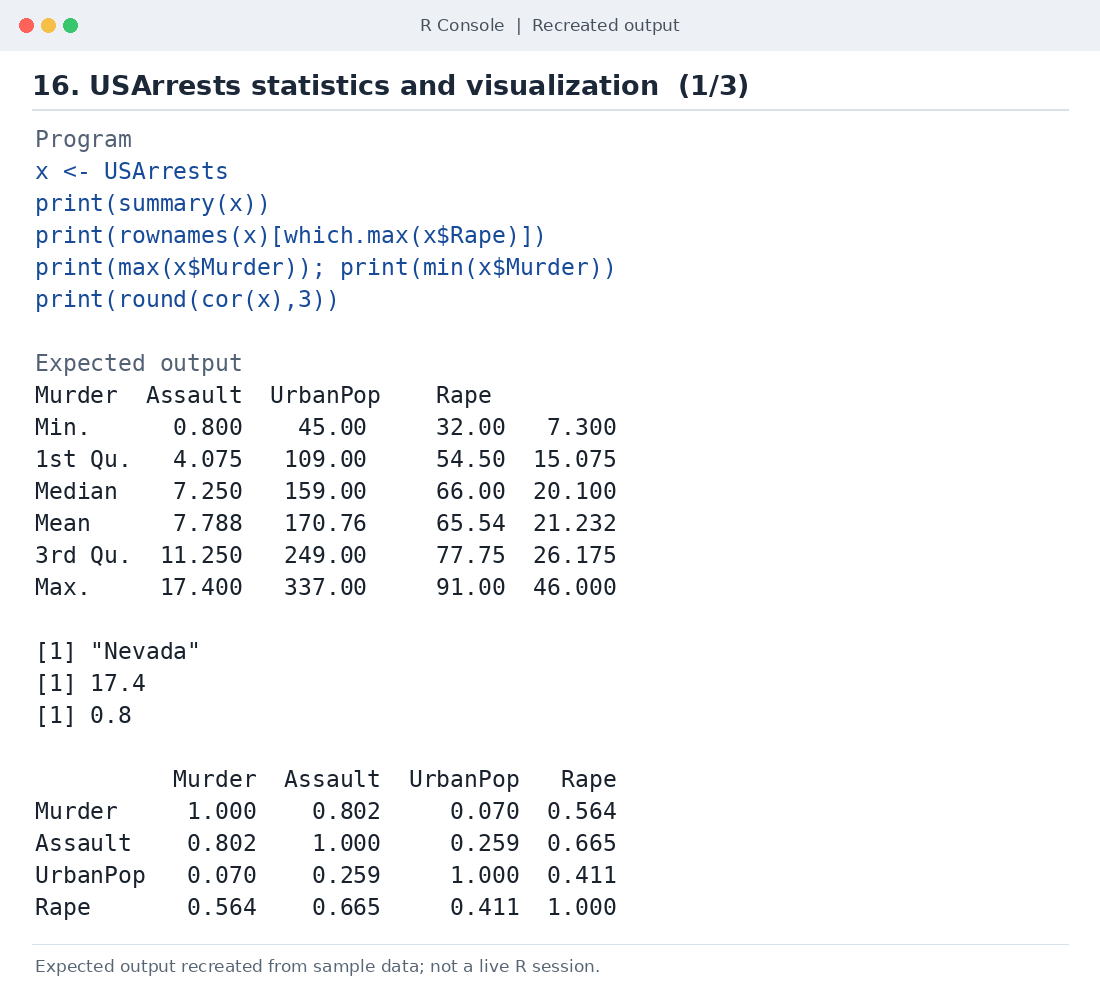 R Console  |  Recreated output
16. USArrests statistics and visualization  (1/3)
Program
x <- USArrests
print(summary(x))
print(rownames(x)[which.max(x$Rape)])
print(max(x$Murder)); print(min(x$Murder))
print(round(cor(x),3))
Expected output
Murder  Assault  UrbanPop    Rape
Min.      0.800    45.00     32.00   7.300
1st Qu.   4.075   109.00     54.50  15.075
Median    7.250   159.00     66.00  20.100
Mean      7.788   170.76     65.54  21.232
3rd Qu.  11.250   249.00     77.75  26.175
Max.     17.400   337.00     91.00  46.000
[1] "Nevada"
[1] 17.4
[1] 0.8
          Murder  Assault  UrbanPop   Rape
Murder     1.000    0.802     0.070  0.564
Assault    0.802    1.000     0.259  0.665
UrbanPop   0.070    0.259     1.000  0.411
Rape       0.564    0.665     0.411  1.000
Expected output recreated from sample data; not a live R session.